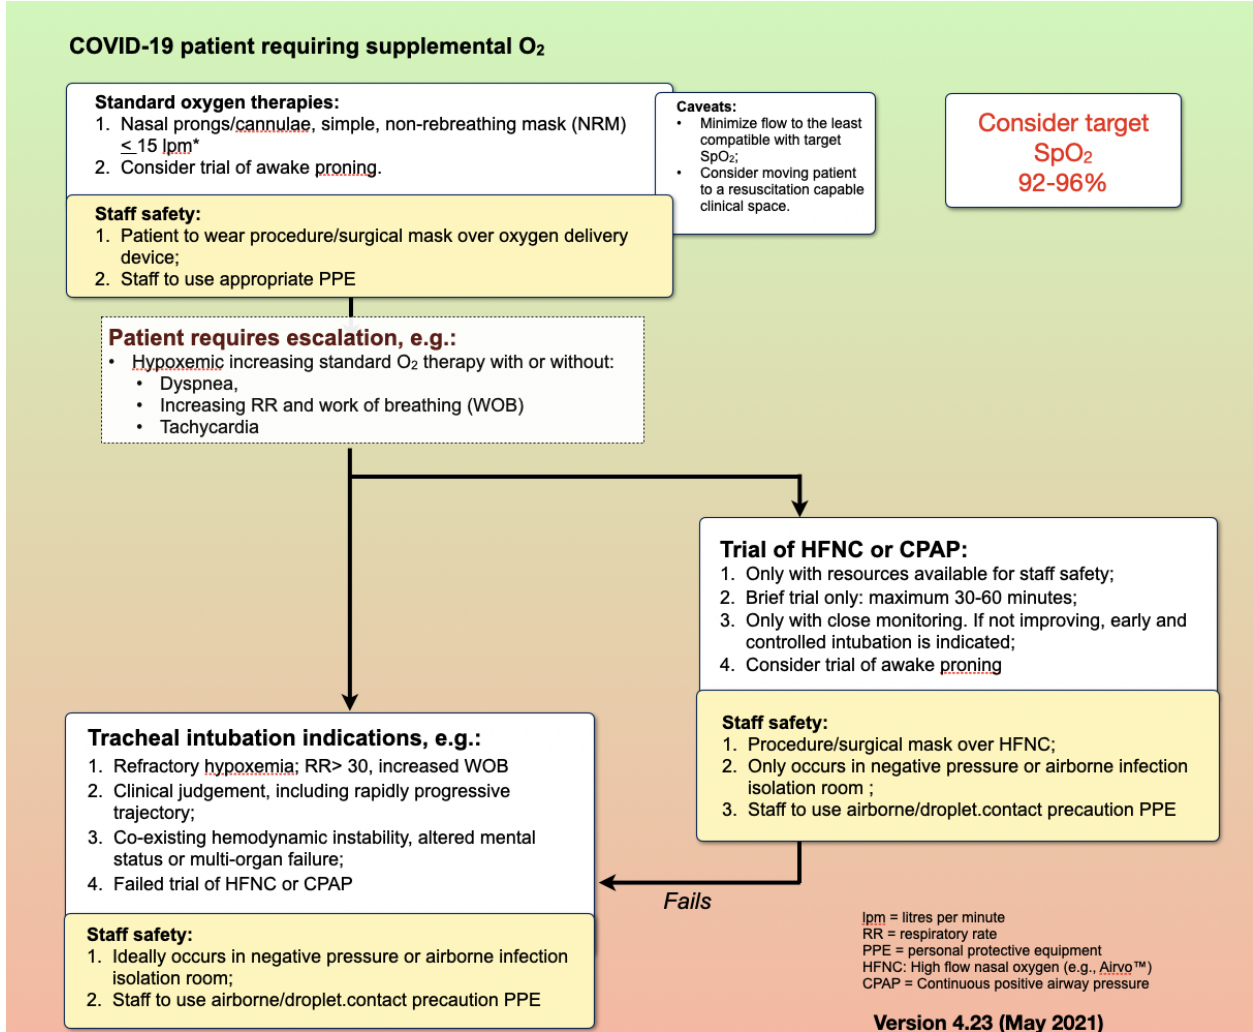 COVID-19 patient requiring supplemental O₂
Standard oxygen therapies:
1. Nasal prongs/cannulae, simple, non-rebreathing mask (NRM)
< 15 lpm*
2. Consider trial of awake proning.
Caveats:
• Minimize flow to the least
compatible with target
SpO₂;
• Consider moving patient
to a resuscitation capable
clinical space.
Consider target
SpO₂
92-96%
Staff safety:
1. Patient to wear procedure/surgical mask over oxygen delivery
device;
2. Staff to use appropriate PPE
Patient requires escalation, e.g.:
• Hypoxemic increasing standard O₂ therapy with or without:
• Dyspnea,
• Increasing RR and work of breathing (WOB)
• Tachycardia
Trial of HFNC or CPAP:
1. Only with resources available for staff safety;
2. Brief trial only: maximum 30-60 minutes;
3. Only with close monitoring. If not improving, early and
controlled intubation is indicated;
4. Consider trial of awake proning
Staff safety:
1. Procedure/surgical mask over HFNC;
2. Only occurs in negative pressure or airborne infection
isolation room ;
3. Staff to use airborne/droplet.contact precaution PPE
Fails
Tracheal intubation indications, e.g.:
1. Refractory hypoxemia; RR> 30, increased WOB
2. Clinical judgement, including rapidly progressive
trajectory;
3. Co-existing hemodynamic instability, altered mental
status or multi-organ failure;
4. Failed trial of HFNC or CPAP
Staff safety:
1. Ideally occurs in negative pressure or airborne infection
isolation room;
2. Staff to use airborne/droplet.contact precaution PPE
lpm = litres per minute
RR = respiratory rate
PPE = personal protective equipment
HFNC: High flow nasal oxygen (e.g., Airvo™)
CPAP = Continuous positive airway pressure
Version 4.23 (May 2021)